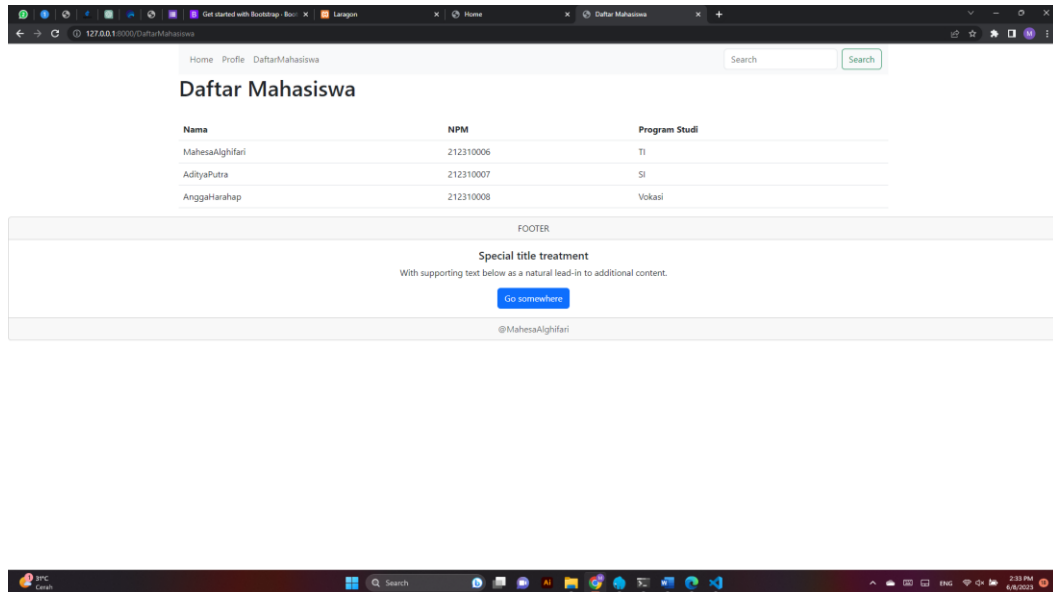 Get started with Bootstrap · Boot
Laragon
Home
Daftar Mahasiswa
127.0.0.1:8000/DaftarMahasiswa
M
Home Profle DaftarMahasiswa
Search
Search
Daftar Mahasiswa
Nama NPM Program Studi
MahesaAlghifari 212310006 TI
AdityaPutra 212310007 SI
AnggaHarahap 212310008 Vokasi
FOOTER
Special title treatment
With supporting text below as a natural lead-in to additional content.
Go somewhere
@MahesaAlghifari
31°C
Cerah
Search
ENG
2:33 PM
6/8/2023